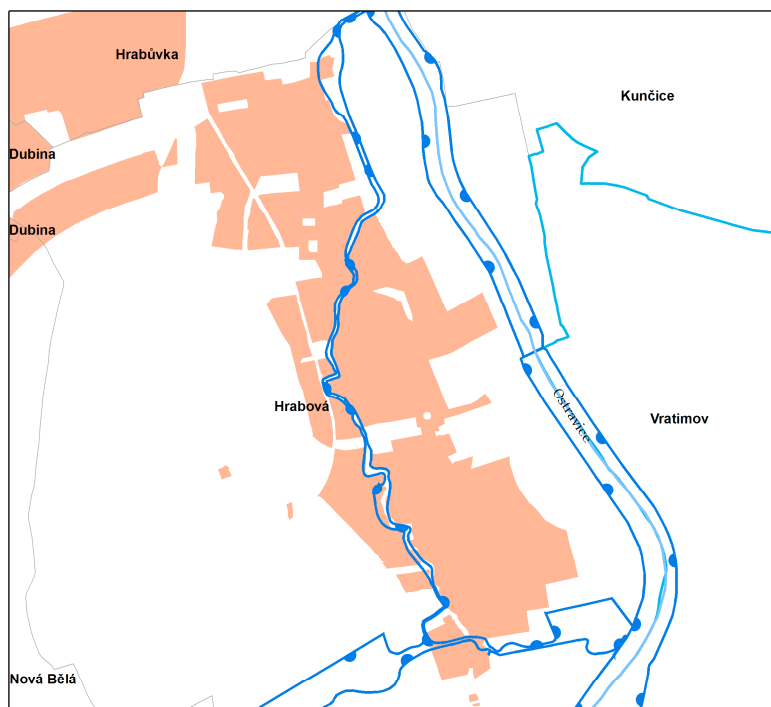 Hrabůvka
Kunčice
Dubina
Dubina
Hrabová
Ostravice
Vratimov
Nová Bělá